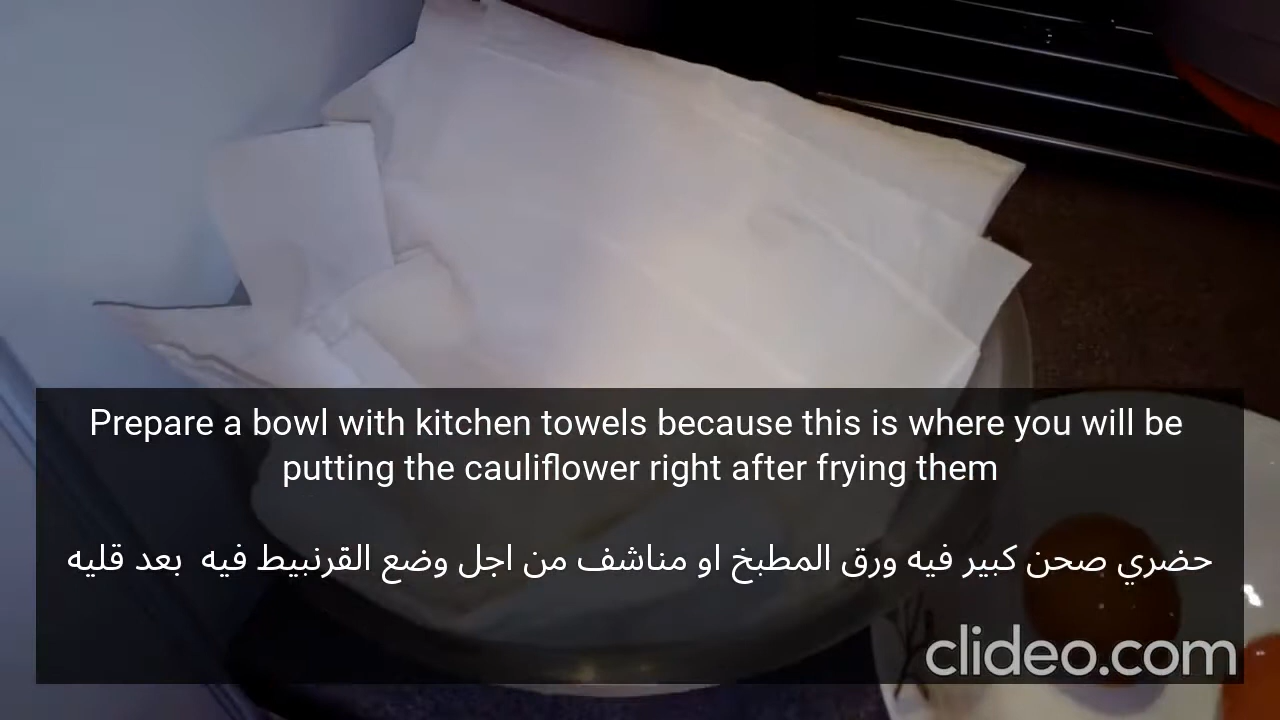 Prepare a bowl with kitchen towels because this is where you will be
putting the cauliflower right after frying them
حضري صحن كبير فيه ورق المطبخ او مناشف من اجل وضع القرنبيط فيه  بعد قليه
clideo.com